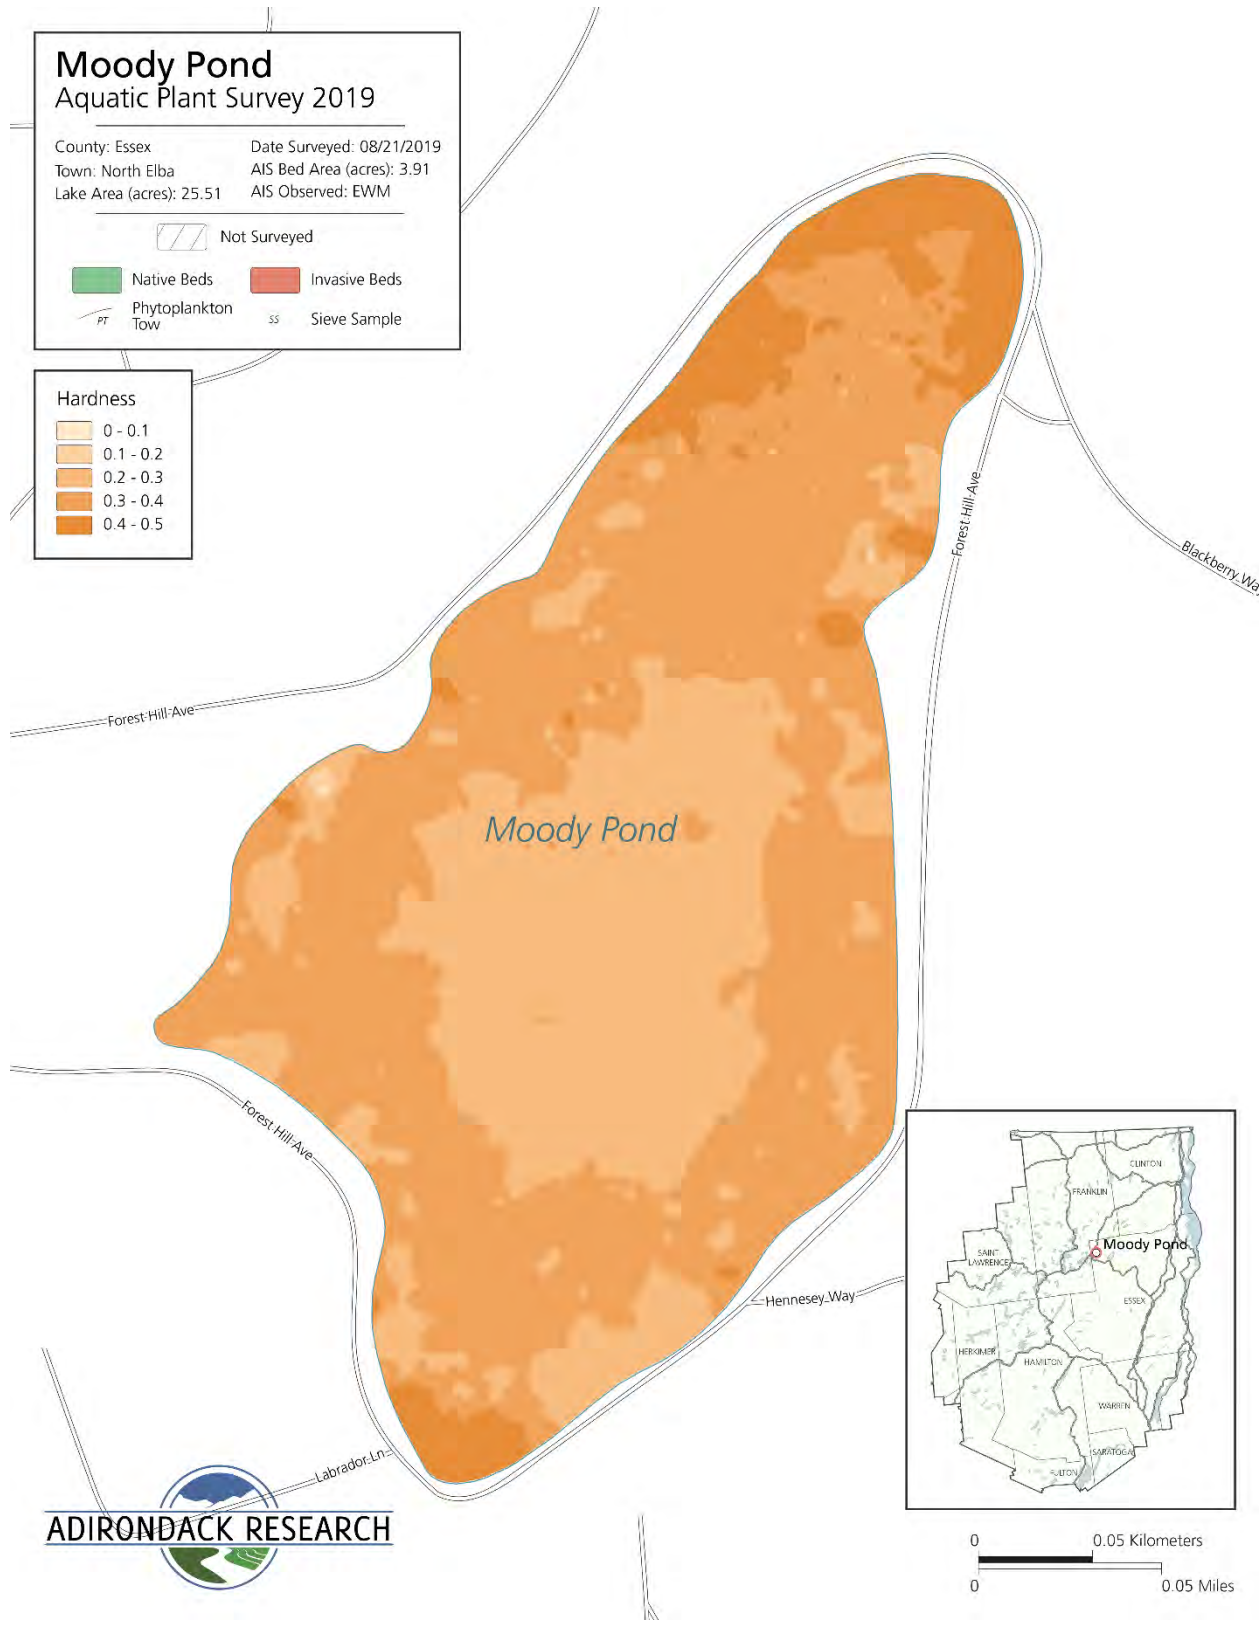 Moody Pond
Aquatic Plant Survey 2019
County: Essex
Town: North Elba
Lake Area (acres): 25.51
Date Surveyed: 08/21/2019
AIS Bed Area (acres): 3.91
AIS Observed: EWM
Not Surveyed
Native Beds
Invasive Beds
PT
Phytoplankton
Tow
SS
Sieve Sample
Hardness
0 - 0.1
0.1 - 0.2
0.2 - 0.3
0.3 - 0.4
0.4 - 0.5
Forest Hill Ave
Blackberry Wa
Forest Hill Ave
Moody Pond
Forest Hill Ave
Hennesey Way
Labrador Ln
CLINTON
FRANKLIN
Moody Pond
SAINT
LAWRENCE
ESSEX
HERKIMER
HAMILTON
WARREN
SARATOGA
FULTON
ADIRONDACK RESEARCH
0 0.05 Kilometers
0 0.05 Miles